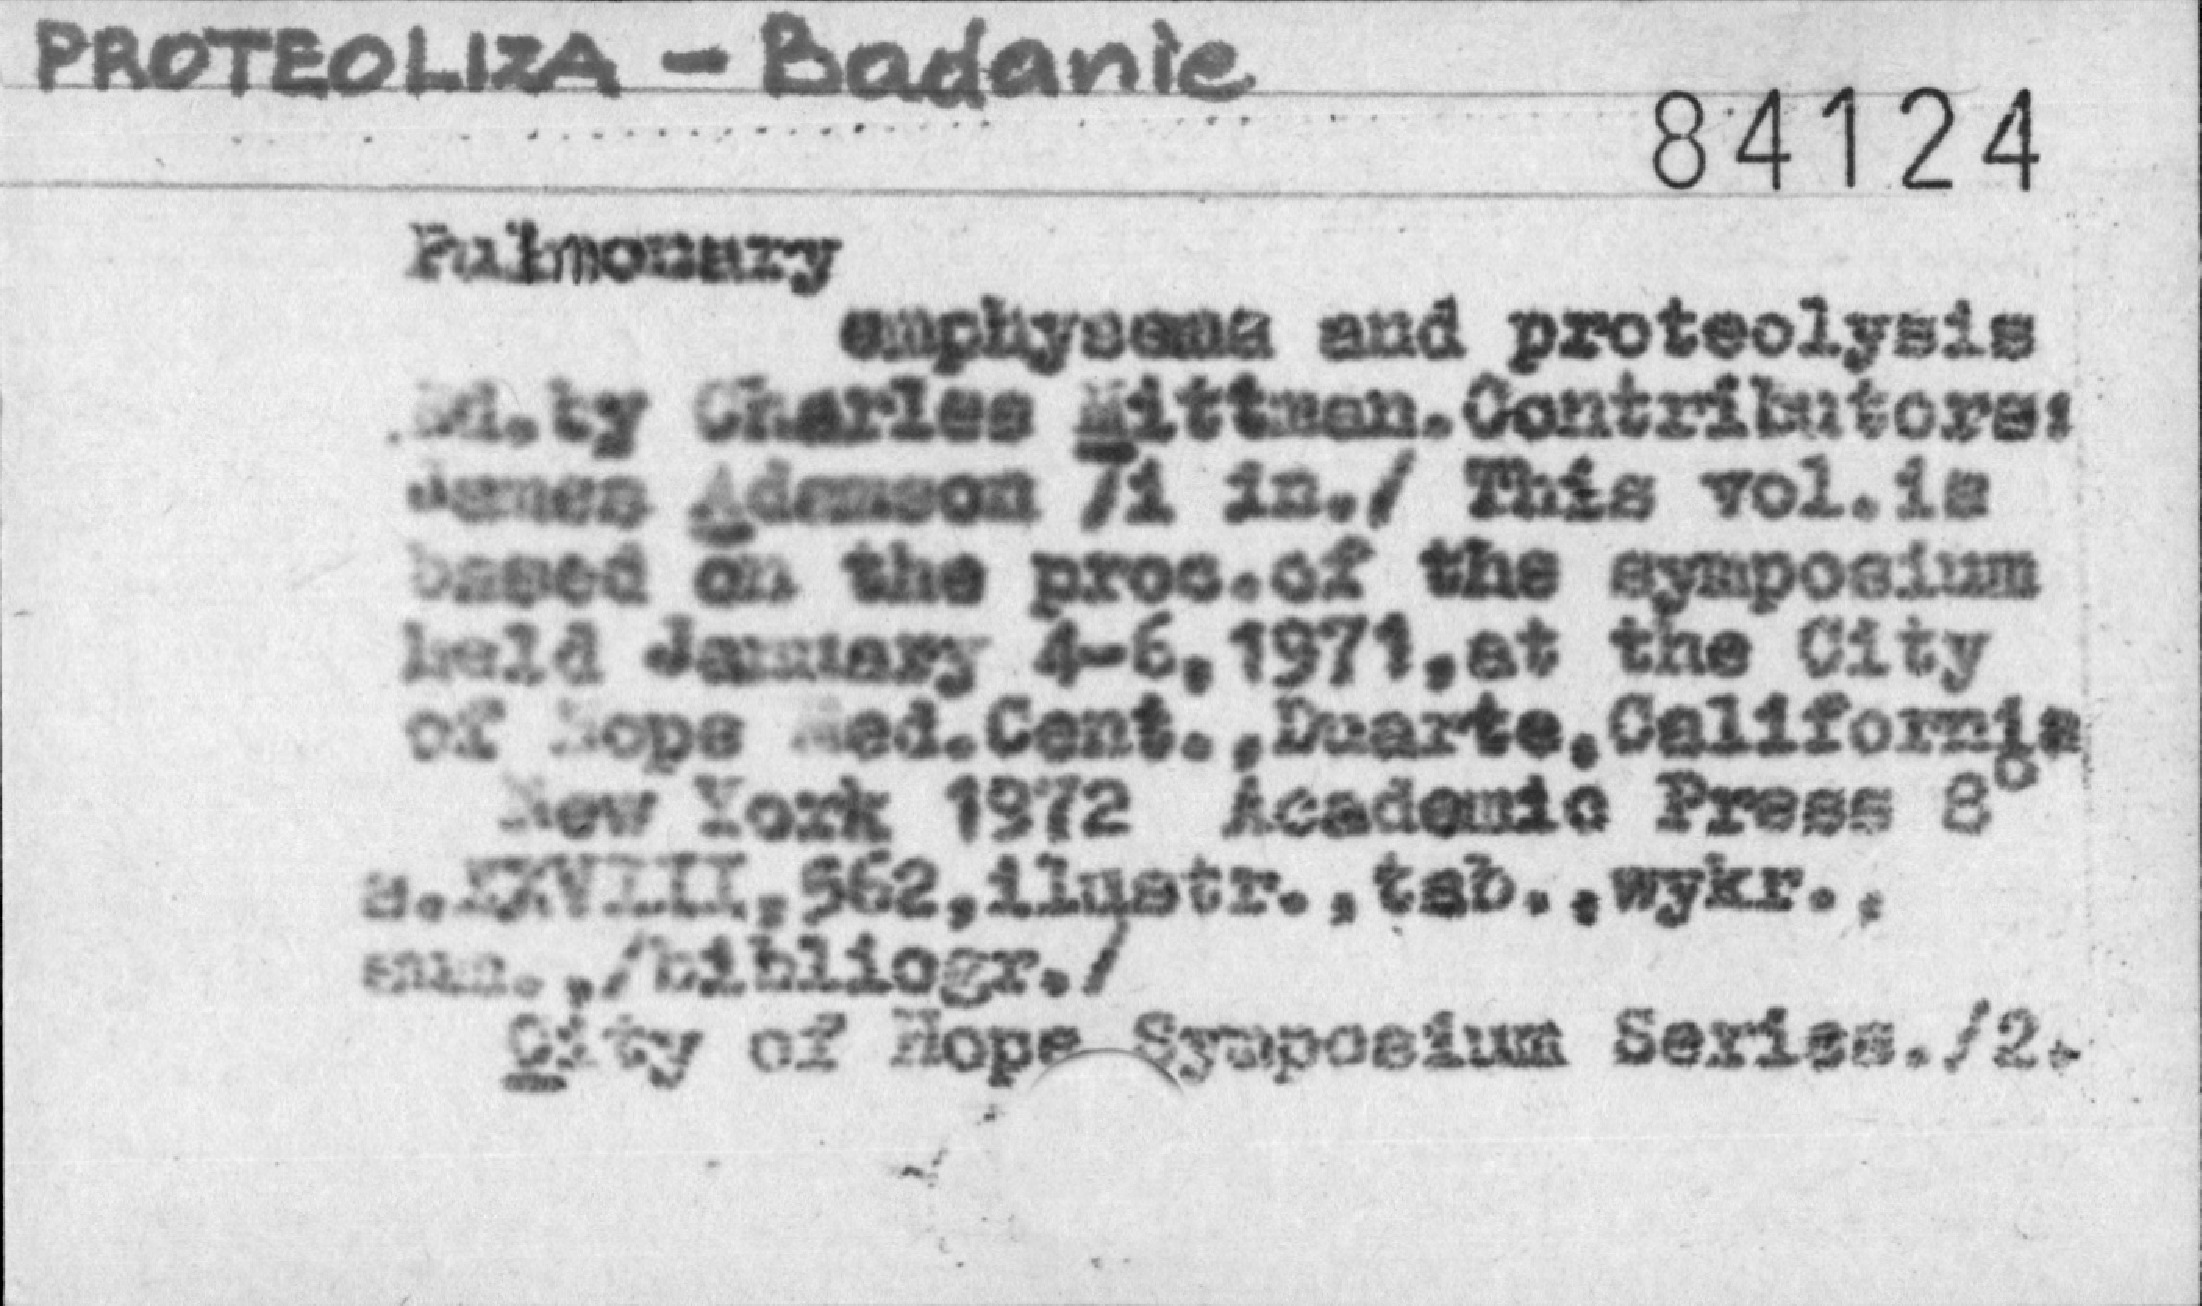 PROTEOLIZA - Badanie
84124
Pulmonary
emphysema and proteolysis
Ed.by Charles Mittman.Contributors:
James Adamson /i in./ This vol.is
based on the proc.of the symposium
held January 4-6,1971,at the City
of Hope Med.Cent.,Duarte,California
New York 1972 Academic Press 8°
s.XXVIII,562,ilustr.,tab.,wykr.,
sum.,/bibliogr./
City of Hope Symposium Series./2.